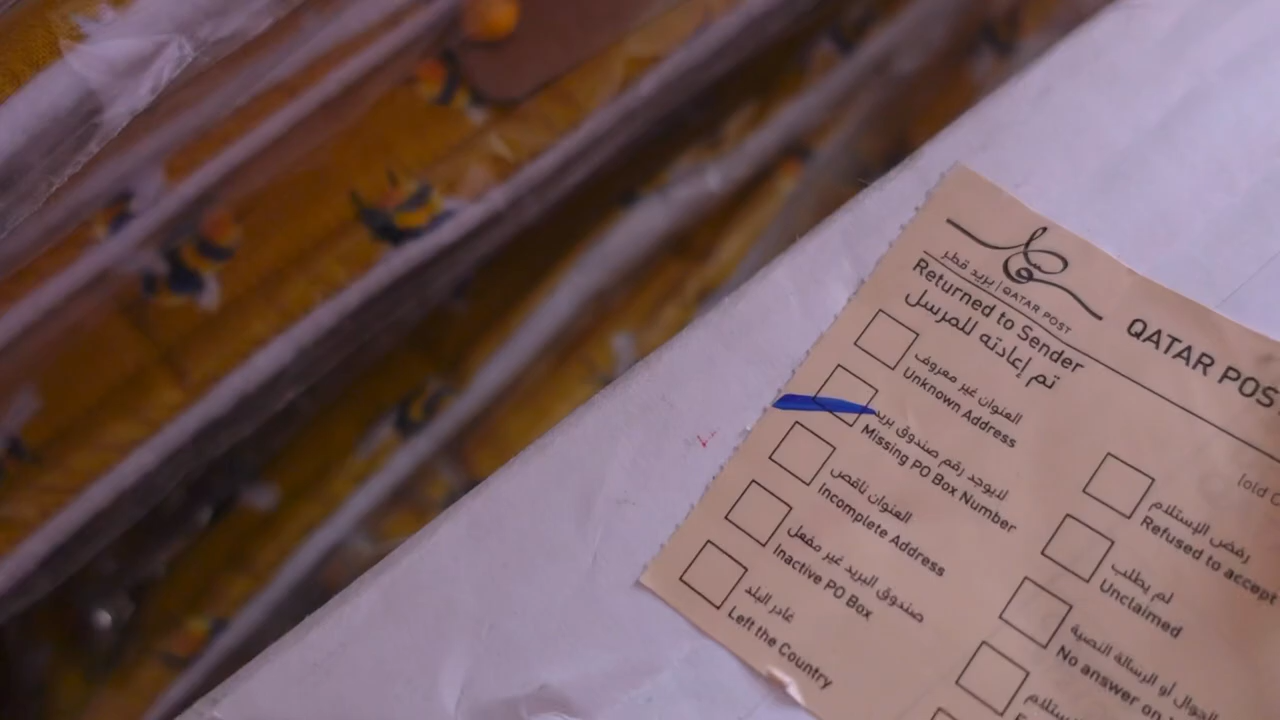 بريد قطر | QATAR POST
QATAR POS
Returned to Sender
تم إعادته للمرسل
العنوان غير معروف
Unknown Address
لايوجد رقم صندوق بريد
Missing PO Box Number
العنوان ناقص
Incomplete Address
صندوق البريد غير مفعل
Inactive PO Box
غادر البلد
Left the Country
(old
رفض الإستلام
Refused to accept
لم يطلب
Unclaimed
الجوال أو الرسالة النصية
No answer on